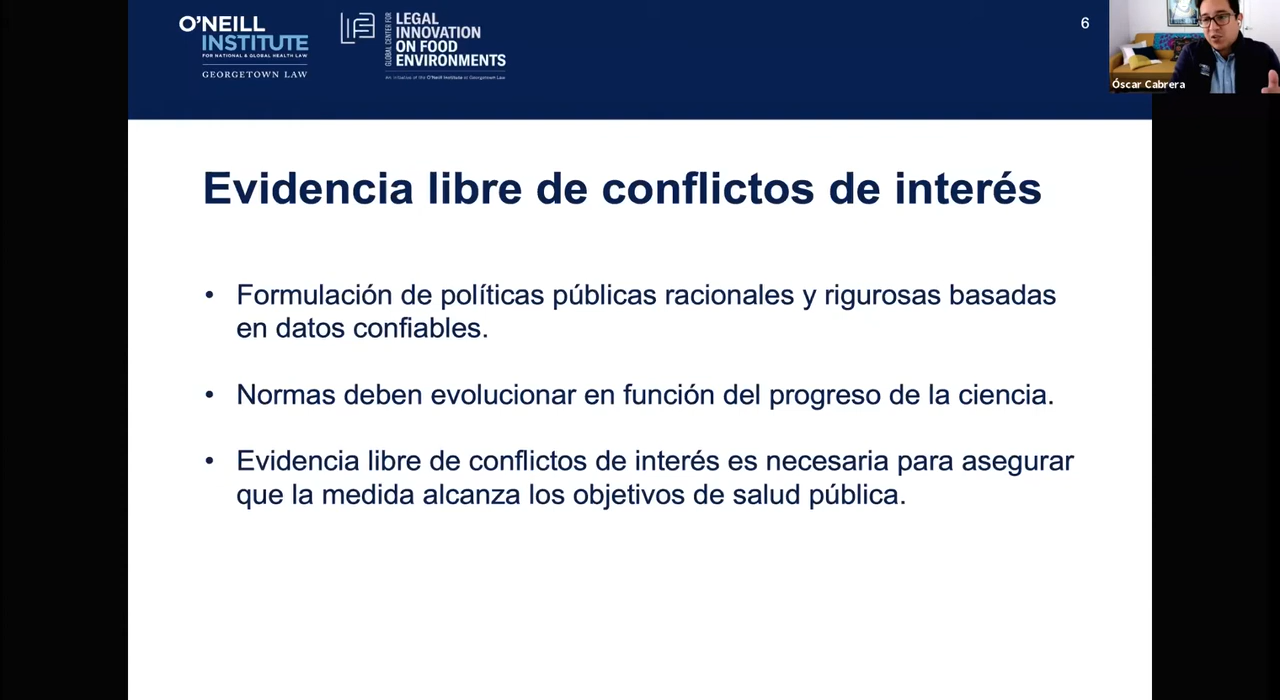 O'NEILL
INSTITUTE
FOR NATIONAL & GLOBAL HEALTH LAW
GEORGETOWN LAW
GLOBAL CENTER FOR
LEGAL
INNOVATION
ON FOOD
ENVIRONMENTS
An initiative of the O'Neill Institute at Georgetown Law
6
Óscar Cabrera
Evidencia libre de conflictos de interés
• Formulación de políticas públicas racionales y rigurosas basadas
en datos confiables.
• Normas deben evolucionar en función del progreso de la ciencia.
• Evidencia libre de conflictos de interés es necesaria para asegurar
que la medida alcanza los objetivos de salud pública.